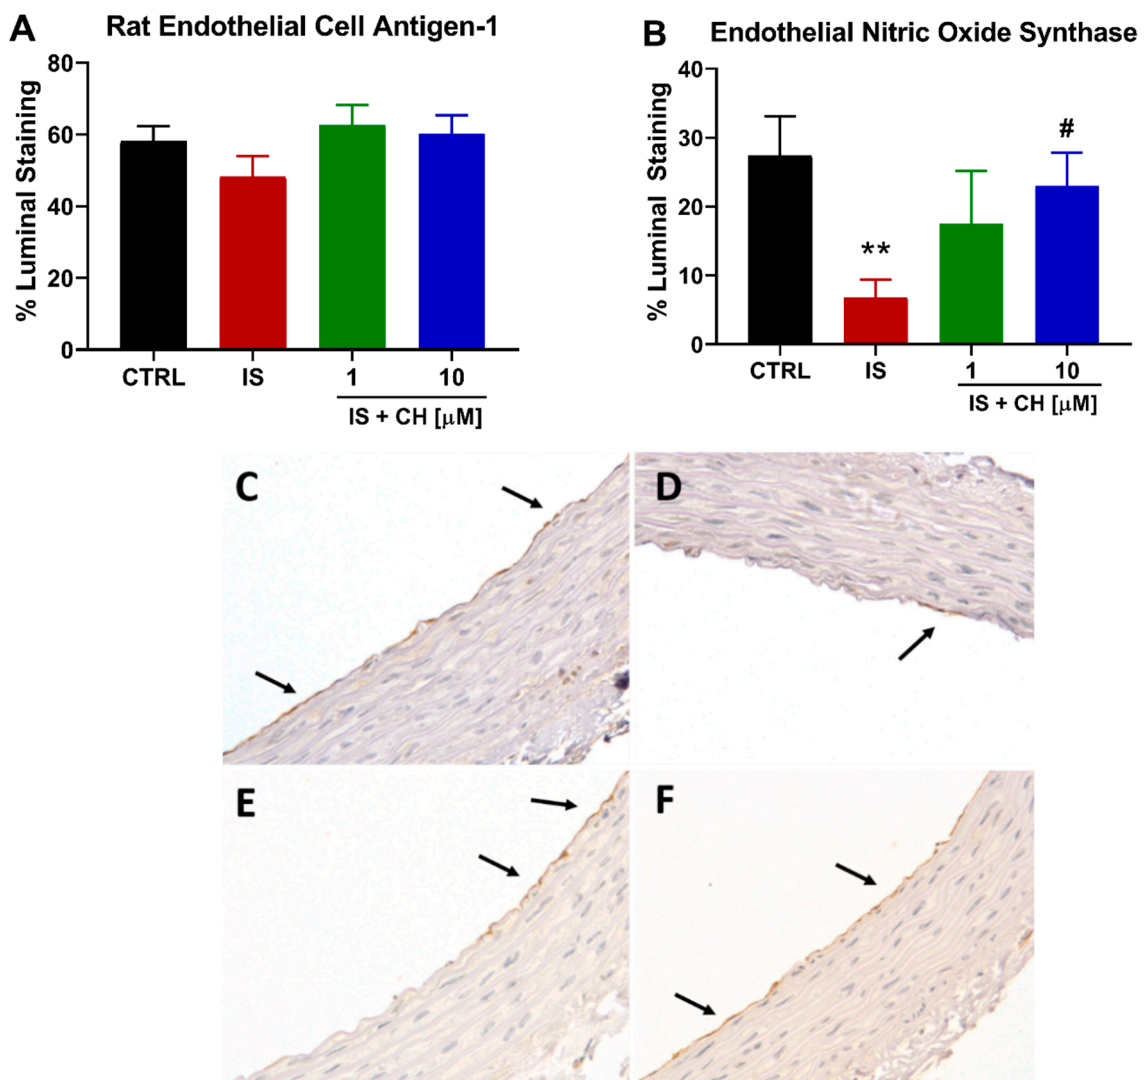 A
Rat Endothelial Cell Antigen-1
% Luminal Staining
80
60
40
20
0
CTRL
IS
1
10
IS + CH [μM]
B
Endothelial Nitric Oxide Synthase
% Luminal Staining
40
30
20
10
0
**
#
CTRL
IS
1
10
IS + CH [μM]
C
D
E
F